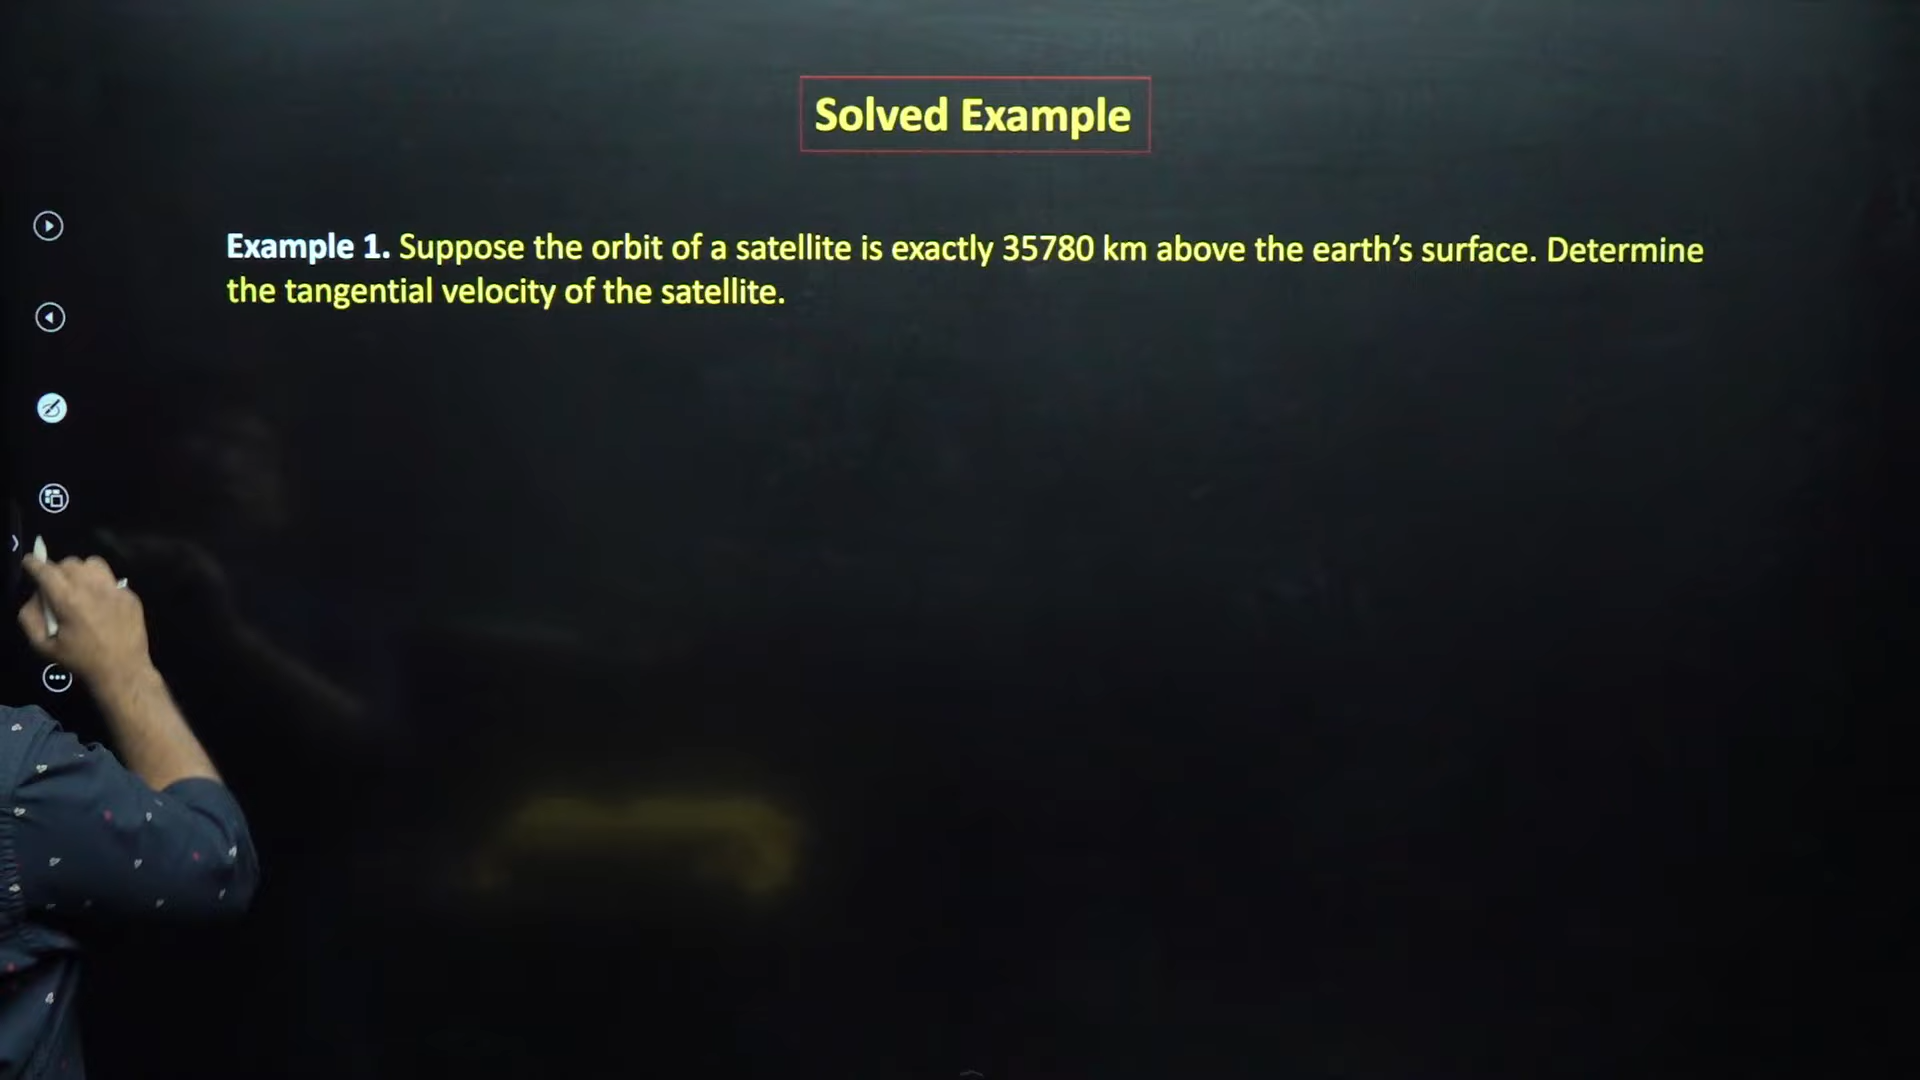 Solved Example
Example 1. Suppose the orbit of a satellite is exactly 35780 km above the earth’s surface. Determine
the tangential velocity of the satellite.